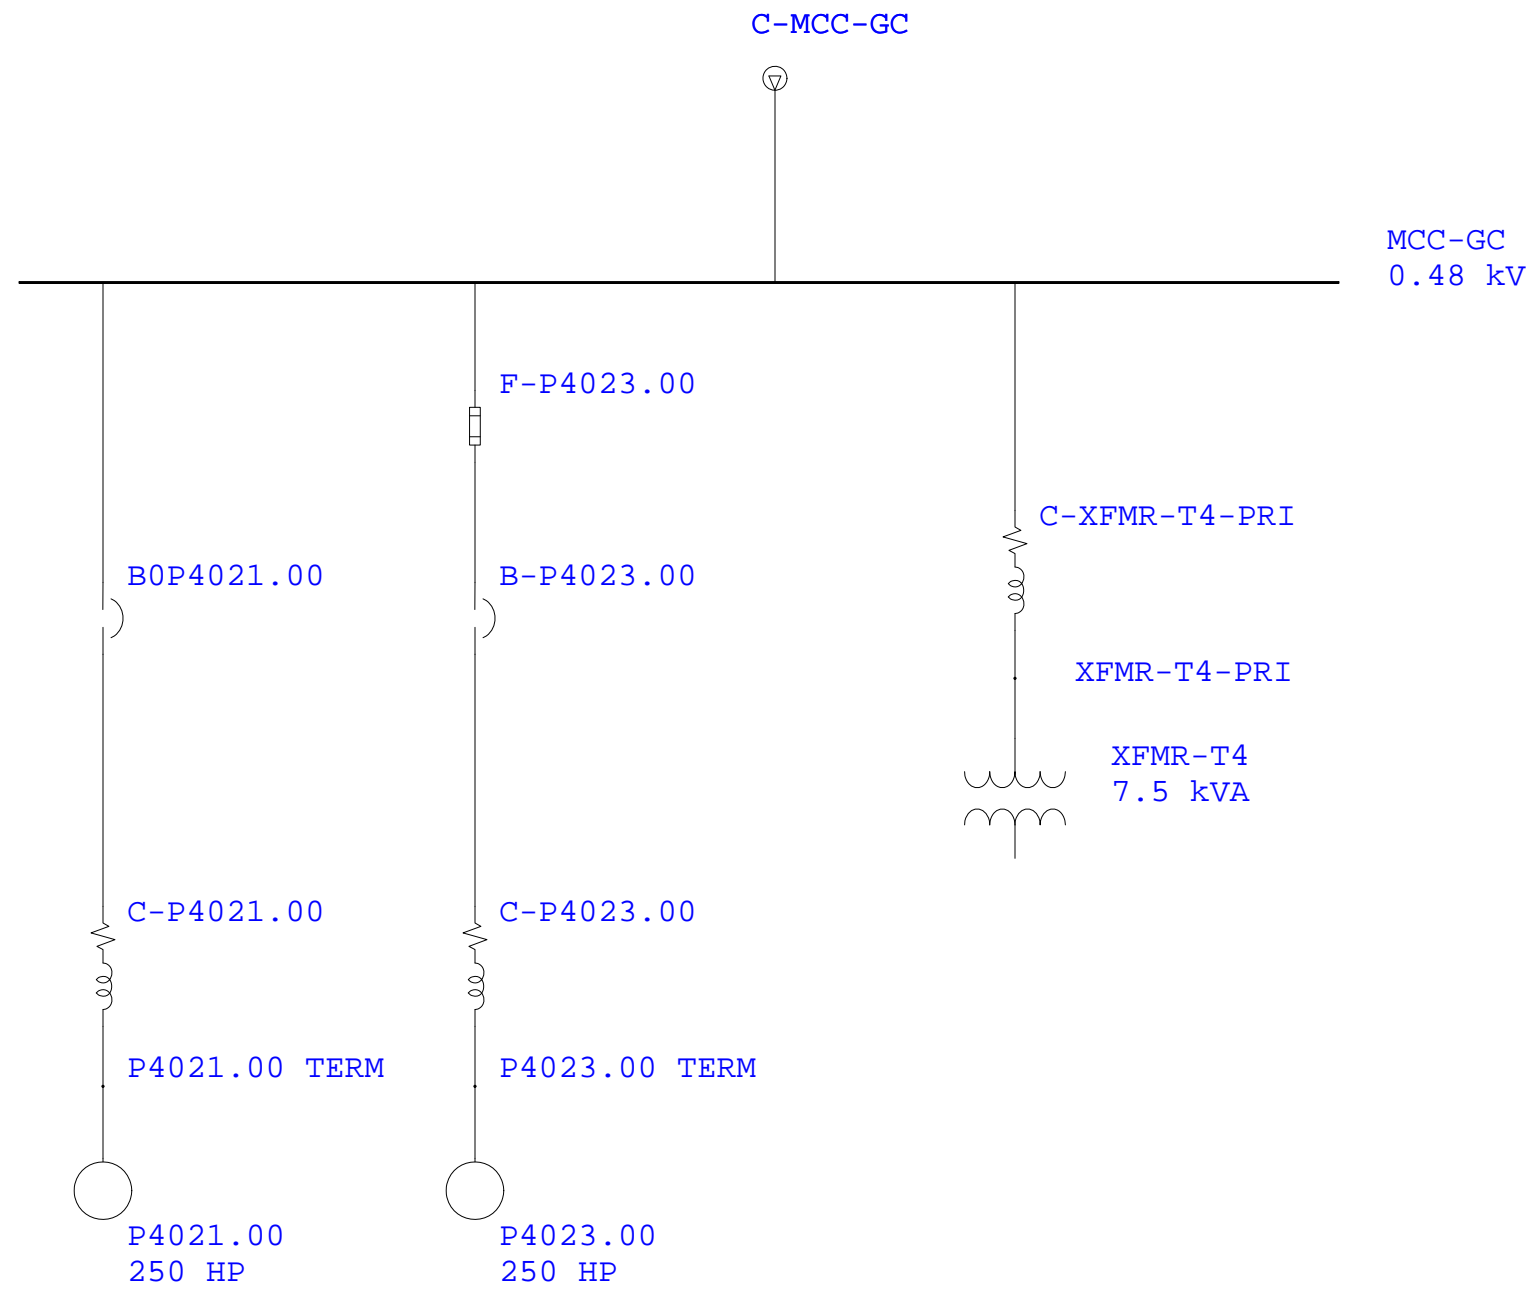 C-MCC-GC
MCC-GC
0.48 kV
F-P4023.00
C-XFMR-T4-PRI
B0P4021.00
B-P4023.00
XFMR-T4-PRI
XFMR-T4
7.5 kVA
C-P4021.00
C-P4023.00
P4021.00 TERM
P4023.00 TERM
P4021.00
250 HP
P4023.00
250 HP